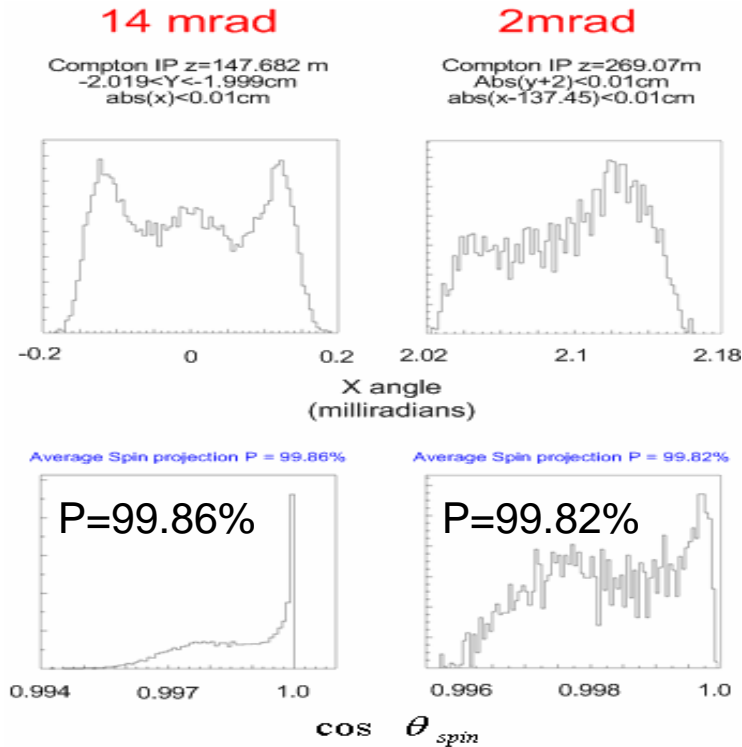 14 mrad
2mrad
Compton IP z=147.682 m
-2.019<Y<-1.999cm
abs(x)<0.01cm
Compton IP z=269.07m
Abs(y+2)<0.01cm
abs(x-137.45)<0.01cm
-0.2 0 0.2
2.02 2.1 2.18
X angle
(milliradians)
Average Spin projection P = 99.86%
Average Spin projection P = 99.82%
P=99.86%
P=99.82%
0.994 0.997 1.0
0.996 0.998 1.0
cos θ spin